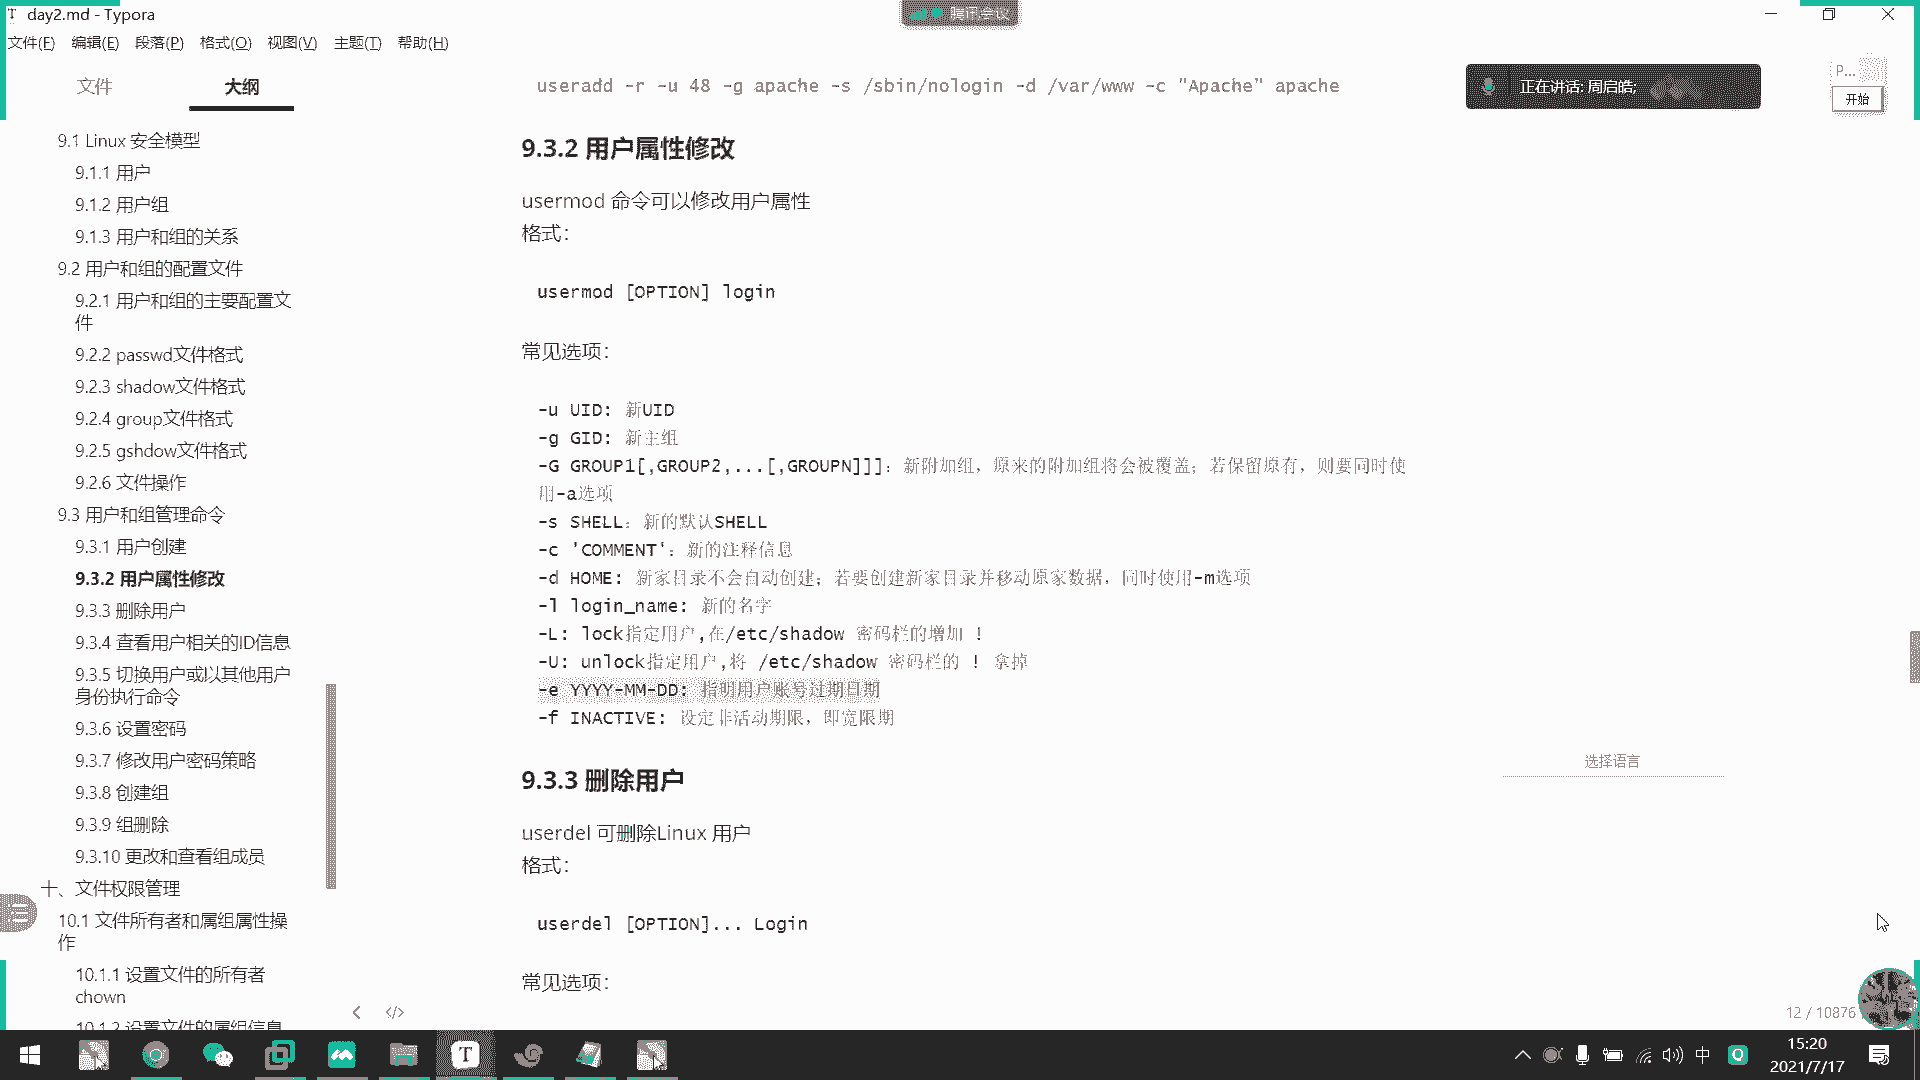 day2.md - Typora
腾讯会议
文件(F) 编辑(E) 段落(P) 格式(O) 视图(V) 主题(T) 帮助(H)
文件 大纲
9.1 Linux 安全模型
9.1.1 用户
9.1.2 用户组
9.1.3 用户和组的关系
9.2 用户和组的配置文件
9.2.1 用户和组的主要配置文
件
9.2.2 passwd文件格式
9.2.3 shadow文件格式
9.2.4 group文件格式
9.2.5 gshdow文件格式
9.2.6 文件操作
9.3 用户和组管理命令
9.3.1 用户创建
9.3.2 用户属性修改
9.3.3 删除用户
9.3.4 查看用户相关的ID信息
9.3.5 切换用户或以其他用户
身份执行命令
9.3.6 设置密码
9.3.7 修改用户密码策略
9.3.8 创建组
9.3.9 组删除
9.3.10 更改和查看组成员
十、文件权限管理
10.1 文件所有者和属组属性操
作
10.1.1 设置文件的所有者
chown
10.1.2 设置文件的属组信息
useradd -r -u 48 -g apache -s /sbin/nologin -d /var/www -c "Apache" apache
9.3.2 用户属性修改
usermod 命令可以修改用户属性
格式：
usermod [OPTION] login
常见选项：
-u UID: 新UID
-g GID: 新主组
-G GROUP1[,GROUP2,...[,GROUPN]]]：新附加组，原来的附加组将会被覆盖；若保留原有，则要同时使
用-a选项
-s SHELL：新的默认SHELL
-c 'COMMENT'：新的注释信息
-d HOME: 新家目录不会自动创建；若要创建新家目录并移动原家数据，同时使用-m选项
-l login_name: 新的名字
-L: lock指定用户,在/etc/shadow 密码栏的增加 !
-U: unlock指定用户,将 /etc/shadow 密码栏的 ! 拿掉
-e YYYY-MM-DD: 指明用户账号过期日期
-f INACTIVE: 设定非活动期限，即宽限期
9.3.3 删除用户
userdel 可删除Linux 用户
格式：
userdel [OPTION]... Login
常见选项：
正在讲话: 周启皓;
P...
开始
选择语言
12 / 10876
中
15:20
2021/7/17